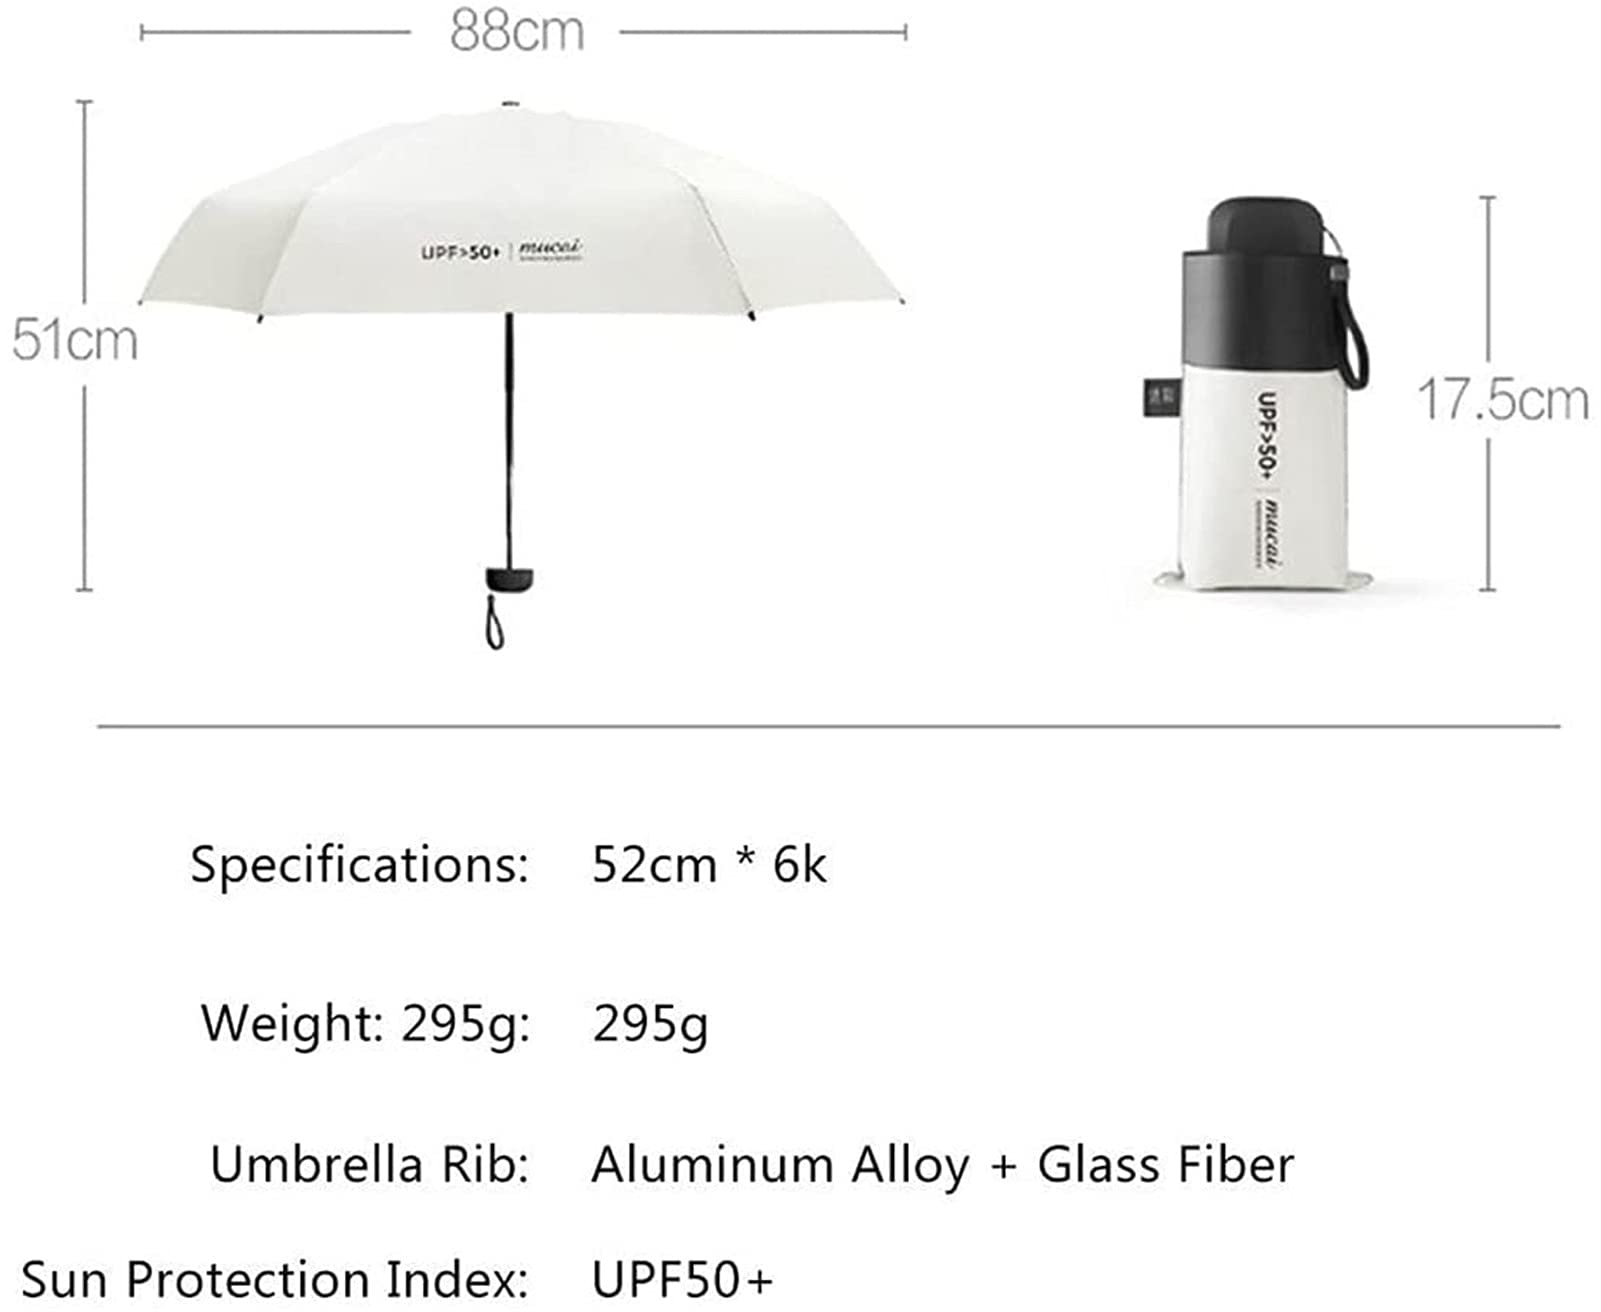 88cm
51cm
UPF>50+ | mucai
UPF>50+ | mucai
17.5cm
Specifications: 52cm * 6k
Weight: 295g: 295g
Umbrella Rib: Aluminum Alloy + Glass Fiber
Sun Protection Index: UPF50+